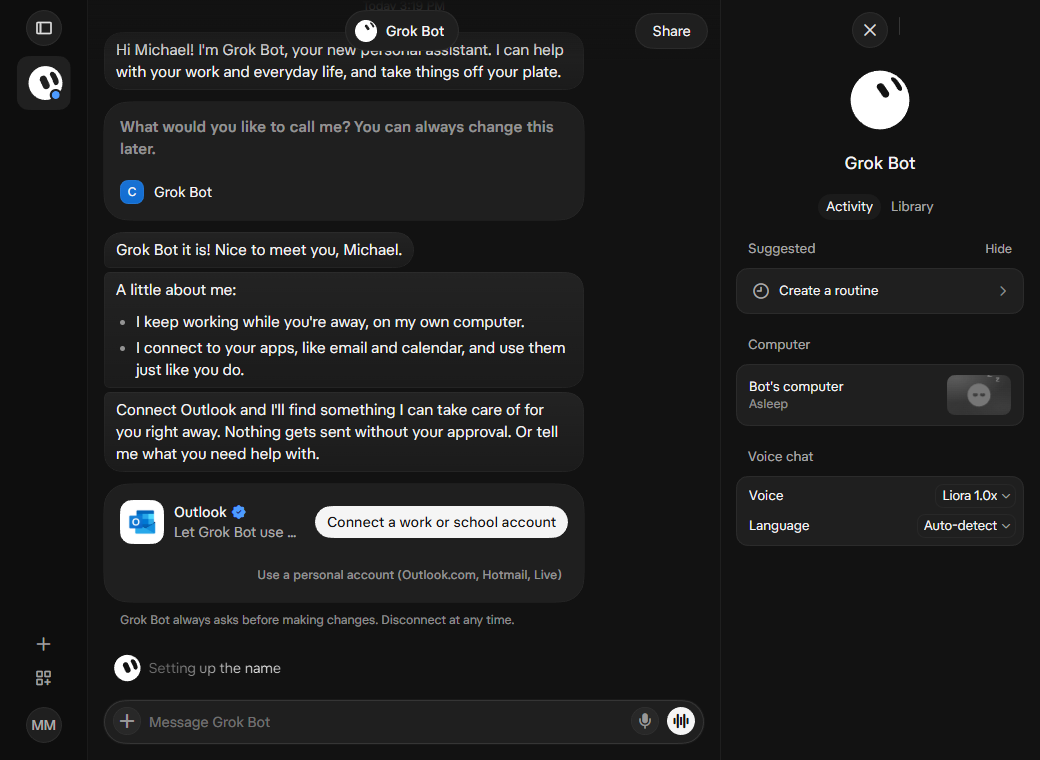 Today 3:19 PM
Grok Bot
Share
Hi Michael! I'm Grok Bot, your new personal assistant. I can help
with your work and everyday life, and take things off your plate.
What would you like to call me? You can always change this
later.
C
Grok Bot
Grok Bot it is! Nice to meet you, Michael.
A little about me:
• I keep working while you're away, on my own computer.
• I connect to your apps, like email and calendar, and use them
just like you do.
Connect Outlook and I'll find something I can take care of for
you right away. Nothing gets sent without your approval. Or tell
me what you need help with.
Outlook
Let Grok Bot use ...
Connect a work or school account
Use a personal account (Outlook.com, Hotmail, Live)
Grok Bot always asks before making changes. Disconnect at any time.
Setting up the name
Message Grok Bot
MM
Grok Bot
Activity
Library
Suggested
Hide
Create a routine
Computer
Bot's computer
Asleep
z
Voice chat
Voice
Liora 1.0x
Language
Auto-detect